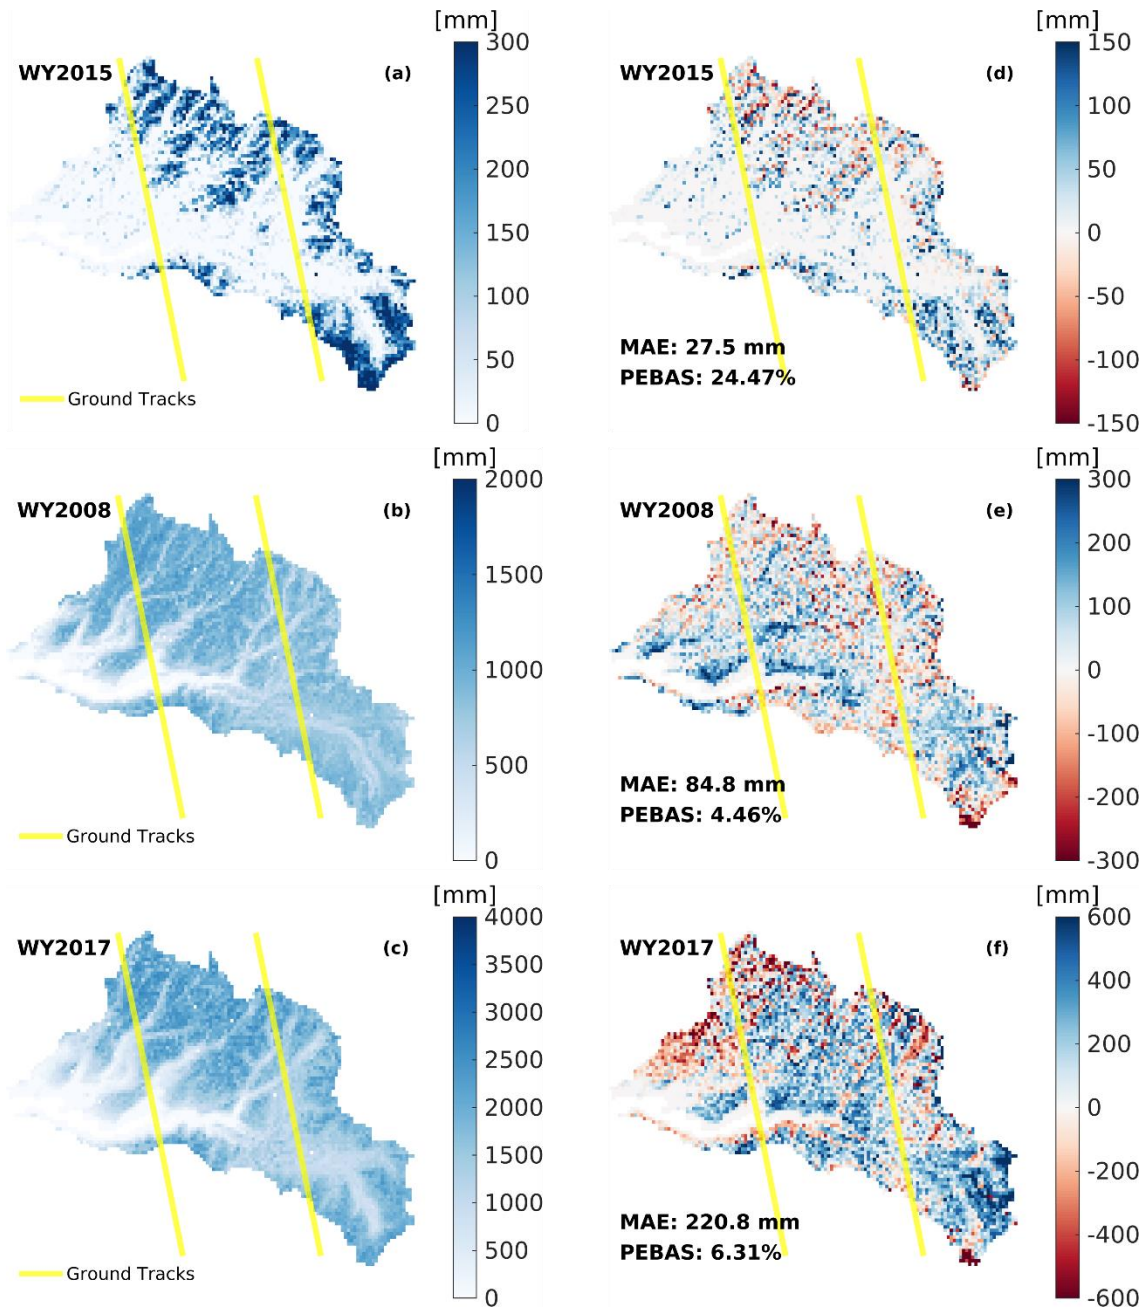 [mm]
WY2015
(a)
300
250
200
150
100
50
0
Ground Tracks
[mm]
WY2015
(d)
150
100
50
0
-50
-100
-150
MAE: 27.5 mm
PEBAS: 24.47%
[mm]
WY2008
(b)
2000
1500
1000
500
0
Ground Tracks
[mm]
WY2008
(e)
300
200
100
0
-100
-200
-300
MAE: 84.8 mm
PEBAS: 4.46%
[mm]
WY2017
(c)
4000
3500
3000
2500
2000
1500
1000
500
0
Ground Tracks
[mm]
WY2017
(f)
600
400
200
0
-200
-400
-600
MAE: 220.8 mm
PEBAS: 6.31%